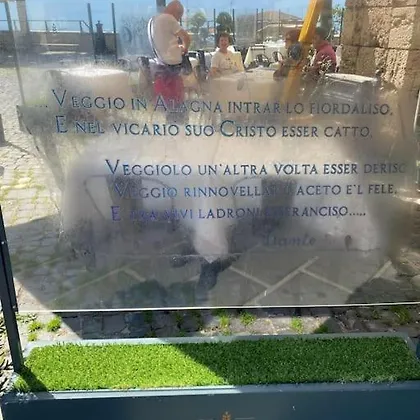 ...VEGGIO IN ALAGNA INTRAR LO FIORDALISO,
E NEL VICARIO SUO CRISTO ESSER CATTO.
VEGGIOLO UN'ALTRA VOLTA ESSER DERISO
VEGGIO RINNOVELLAR L'ACETO E'L FELE,
E TRA VIVI LADRONI ESSER ANCISO.....
Dante